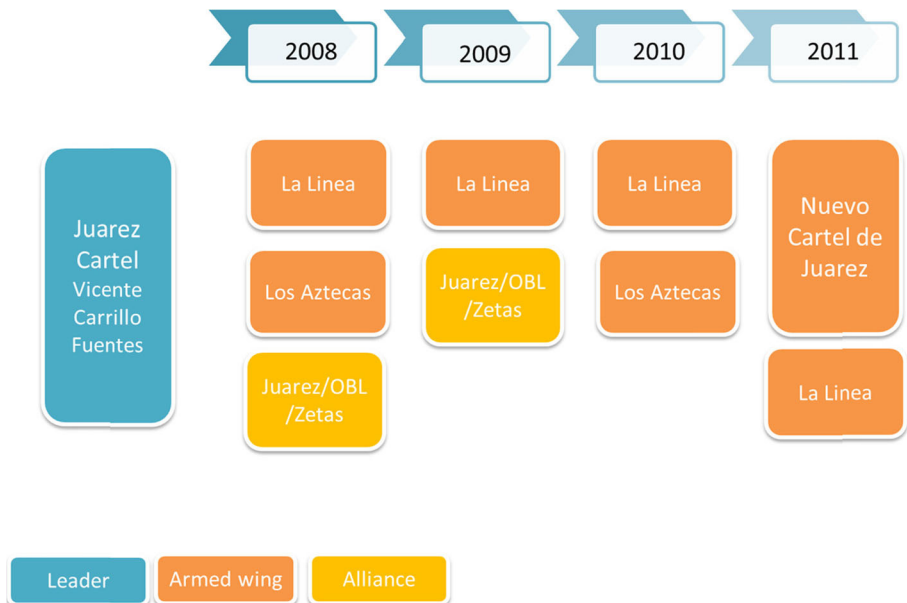 2008
2009
2010
2011
Juarez
Cartel
Vicente
Carrillo
Fuentes
La Linea
Los Aztecas
Juarez/OBL
/Zetas
La Linea
Juarez/OBL
/Zetas
La Linea
Los Aztecas
Nuevo
Cartel de
Juarez
La Linea
Leader
Armed wing
Alliance